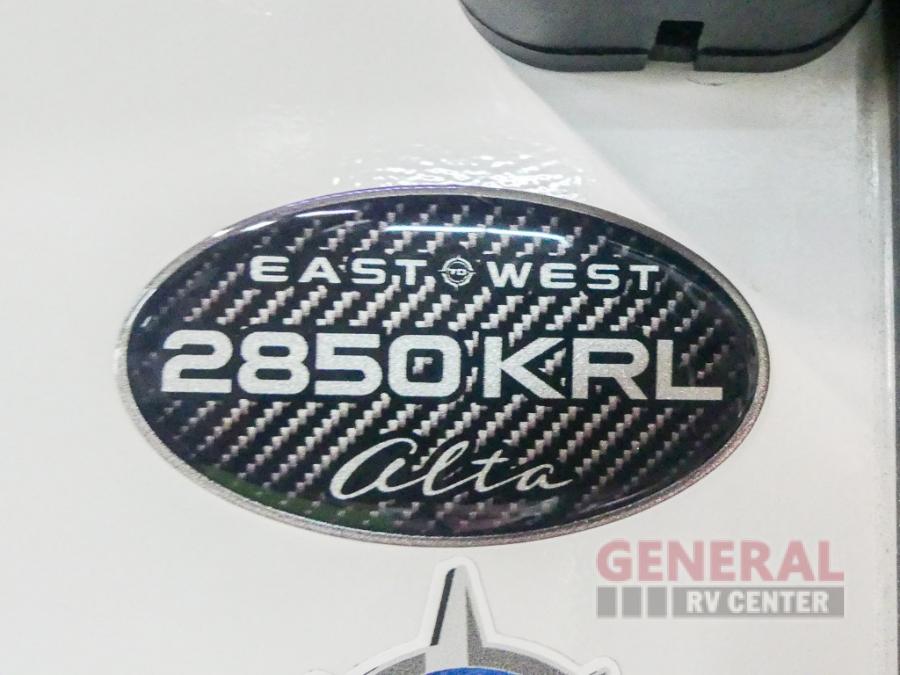 EAST WEST
2850KRL
alta
GENERAL
RV CENTER